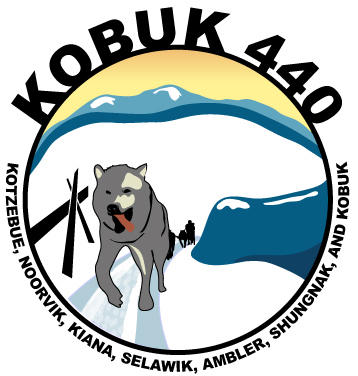 KOBUK 440
KOTZEBUE, NOORVIK, KIANA, SELAWIK, AMBLER, SHUNGNAK, AND KOBUK